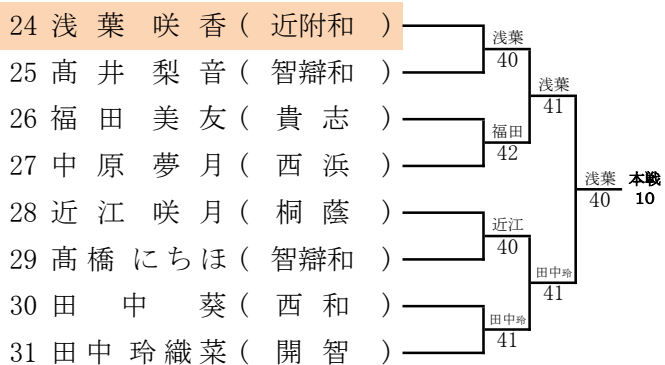 24 浅 葉 咲 香 ( 近附和 )
25 髙 井 梨 音 ( 智辯和 )
26 福 田 美 友 ( 貴 志 )
27 中 原 夢 月 ( 西 浜 )
28 近 江 咲 月 ( 桐 蔭 )
29 髙 橋 にちほ ( 智辯和 )
30 田 中 葵 ( 西 和 )
31 田 中 玲織菜 ( 開 智 )
浅葉
40
福田
42
近江
40
田中玲
41
浅葉
41
田中玲
41
浅葉
40
本戦
10